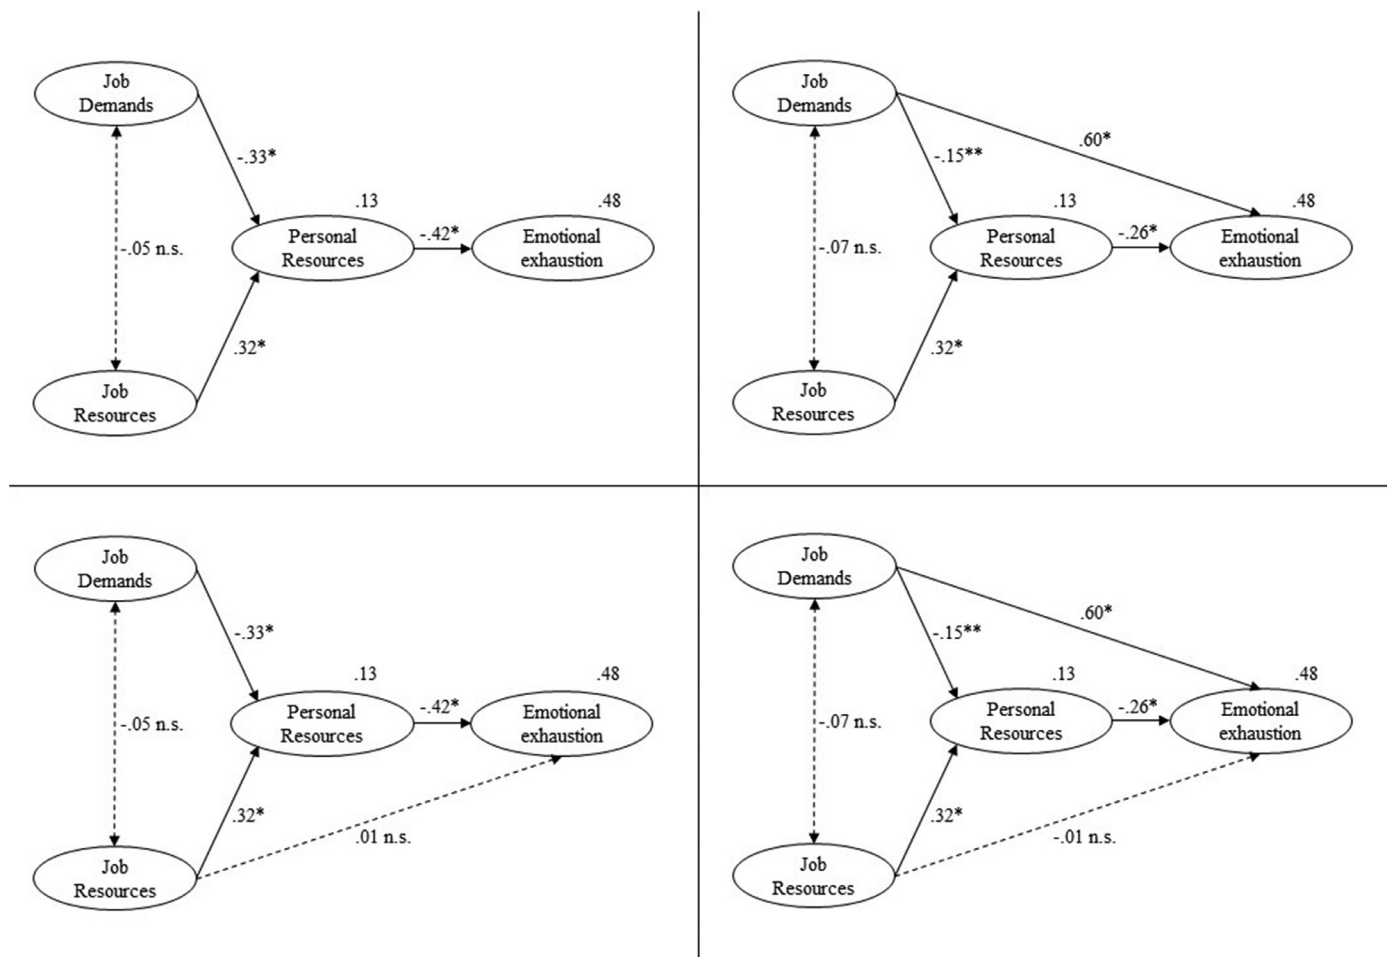 Job
Demands
-.33*
.13
.48
Personal
Resources
-.42*
Emotional
exhaustion
-.05 n.s.
.32*
Job
Resources
Job
Demands
.60*
-.15**
.13
.48
Personal
Resources
-.26*
Emotional
exhaustion
-.07 n.s.
.32*
Job
Resources
Job
Demands
-.33*
.13
.48
Personal
Resources
-.42*
Emotional
exhaustion
-.05 n.s.
.32*
.01 n.s.
Job
Resources
Job
Demands
.60*
-.15**
.13
.48
Personal
Resources
-.26*
Emotional
exhaustion
-.07 n.s.
.32*
-.01 n.s.
Job
Resources